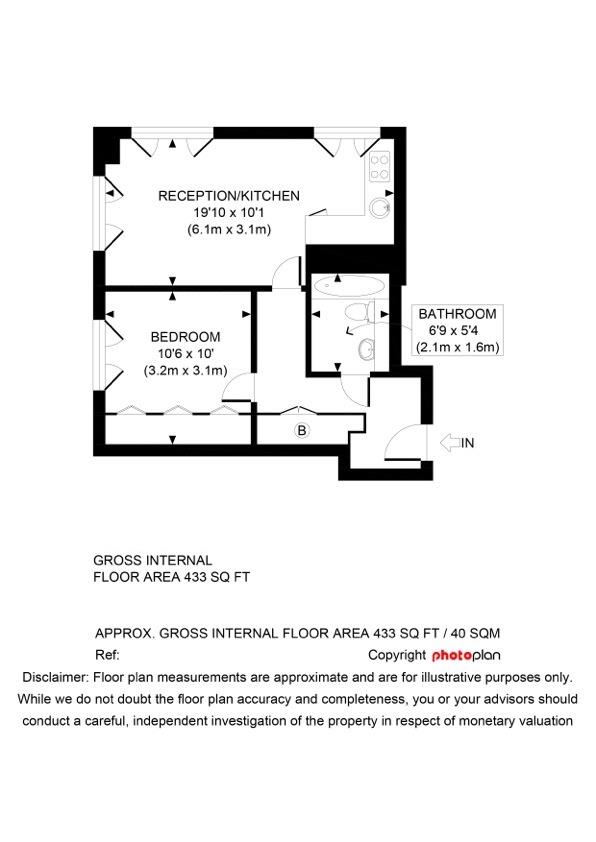 RECEPTION/KITCHEN
19'10 x 10'1
(6.1m x 3.1m)
BATHROOM
6'9 x 5'4
(2.1m x 1.6m)
BEDROOM
10'6 x 10'
(3.2m x 3.1m)
B
IN
GROSS INTERNAL
FLOOR AREA 433 SQ FT
APPROX. GROSS INTERNAL FLOOR AREA 433 SQ FT / 40 SQM
Ref:
Copyright photoplan
Disclaimer: Floor plan measurements are approximate and are for illustrative purposes only.
While we do not doubt the floor plan accuracy and completeness, you or your advisors should
conduct a careful, independent investigation of the property in respect of monetary valuation